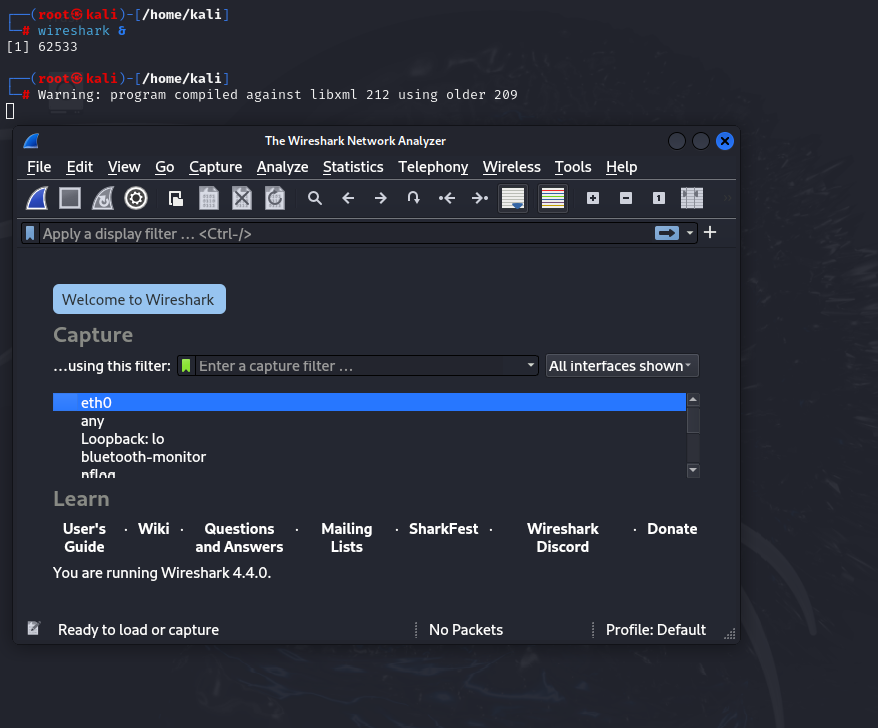 ┌──(root㉿kali)-[/home/kali]
└─# wireshark &
[1] 62533
┌──(root㉿kali)-[/home/kali]
└─# Warning: program compiled against libxml 212 using older 209
The Wireshark Network Analyzer
File Edit View Go Capture Analyze Statistics Telephony Wireless Tools Help
Apply a display filter … <Ctrl-/>
Welcome to Wireshark
Capture
…using this filter: Enter a capture filter … All interfaces shown
eth0
any
Loopback: lo
bluetooth-monitor
nflog
Learn
User's Guide · Wiki · Questions and Answers · Mailing Lists · SharkFest · Wireshark Discord · Donate
You are running Wireshark 4.4.0.
Ready to load or capture No Packets Profile: Default